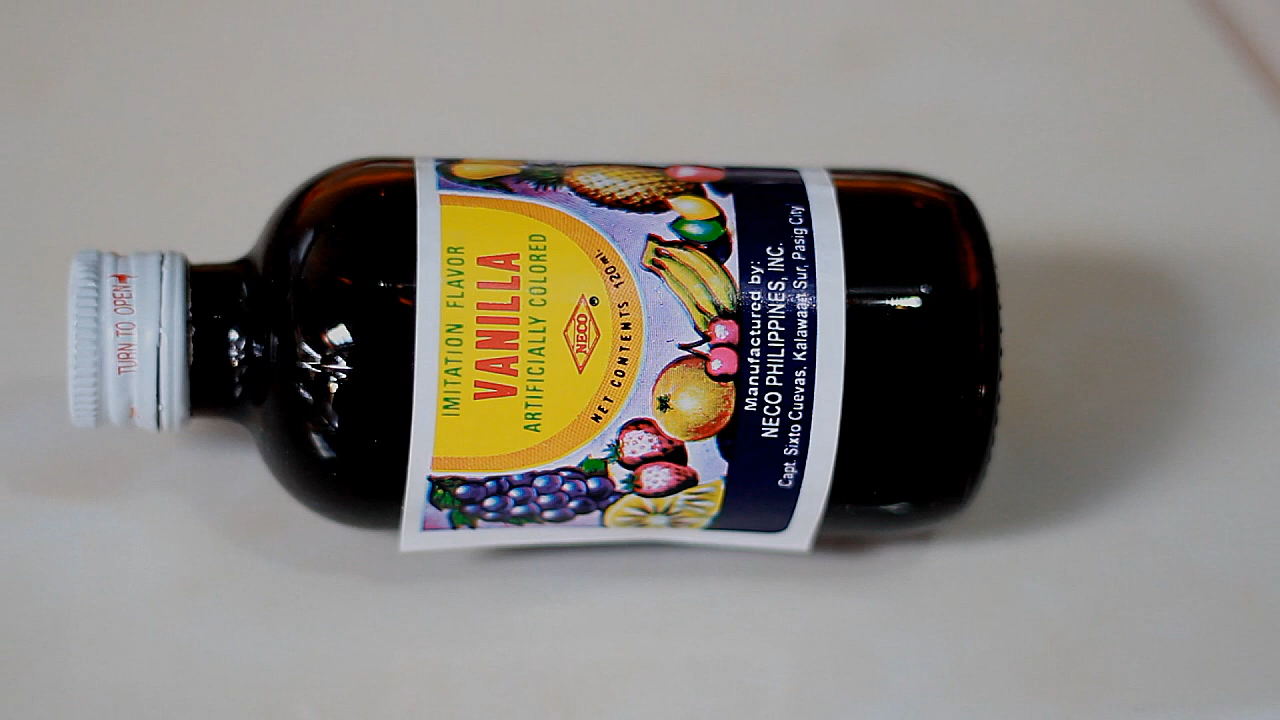 TURN TO OPEN
IMITATION FLAVOR
VANILLA
ARTIFICIALLY COLORED
NECO
NET CONTENTS 120ml.
Manufactured by:
NECO PHILIPPINES, INC.
Capt. Sixto Cuevas, Kalawaan Sur, Pasig City